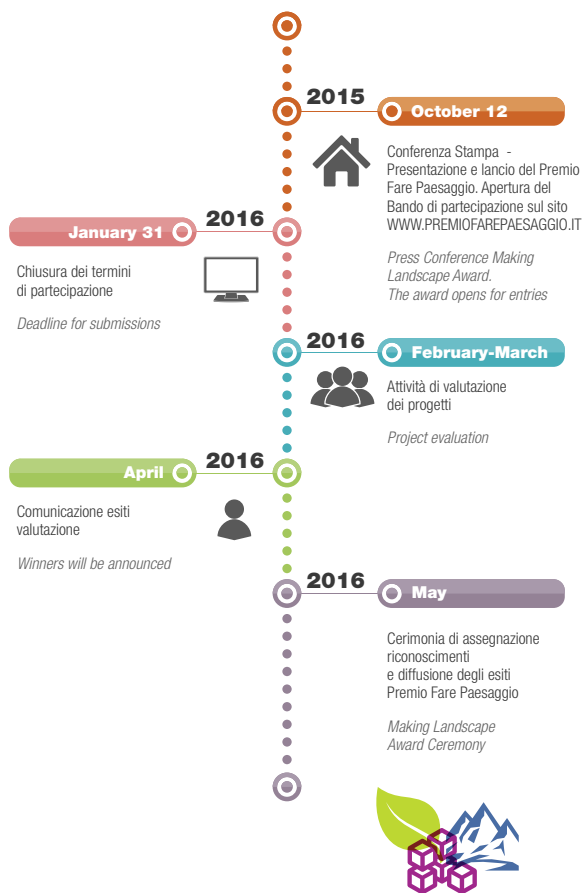 2015
October 12
Conferenza Stampa -
Presentazione e lancio del Premio
Fare Paesaggio. Apertura del
Bando di partecipazione sul sito
WWW.PREMIOFAREPAESAGGIO.IT
Press Conference Making
Landscape Award.
The award opens for entries
2016
January 31
Chiusura dei termini
di partecipazione
Deadline for submissions
2016
February-March
Attività di valutazione
dei progetti
Project evaluation
2016
April
Comunicazione esiti
valutazione
Winners will be announced
2016
May
Cerimonia di assegnazione
riconoscimenti
e diffusione degli esiti
Premio Fare Paesaggio
Making Landscape
Award Ceremony